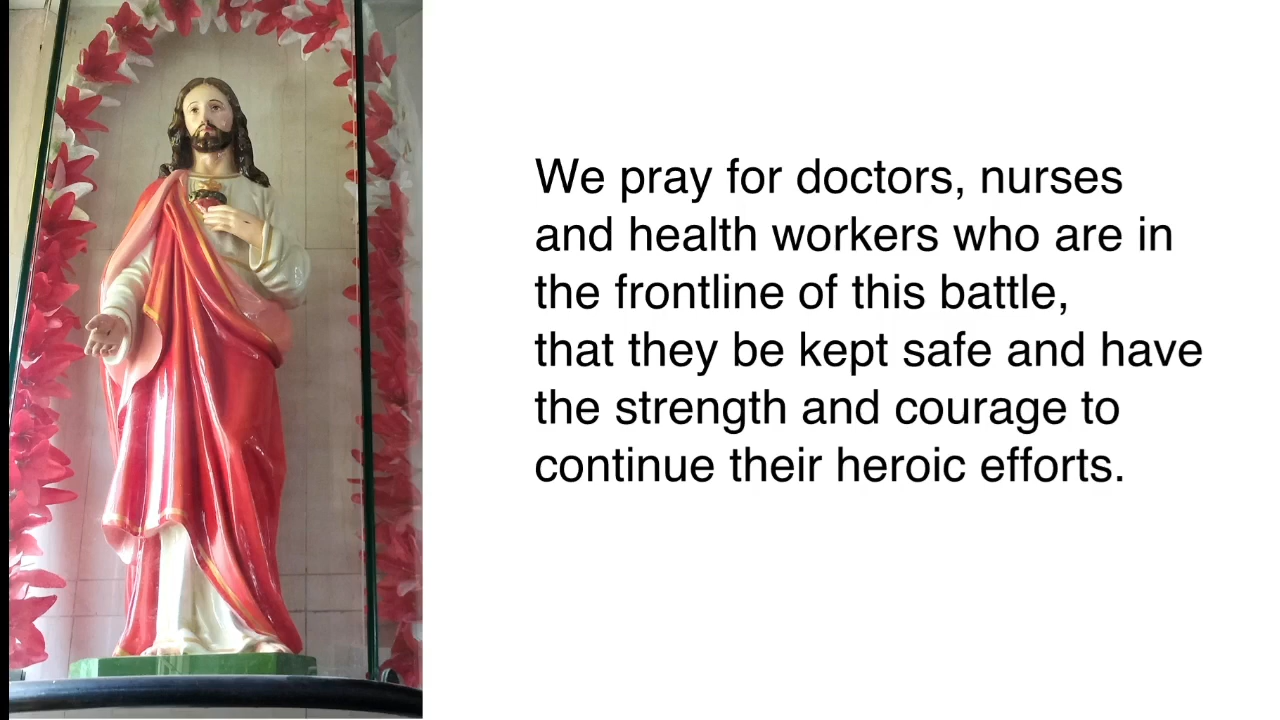 We pray for doctors, nurses
and health workers who are in
the frontline of this battle,
that they be kept safe and have
the strength and courage to
continue their heroic efforts.